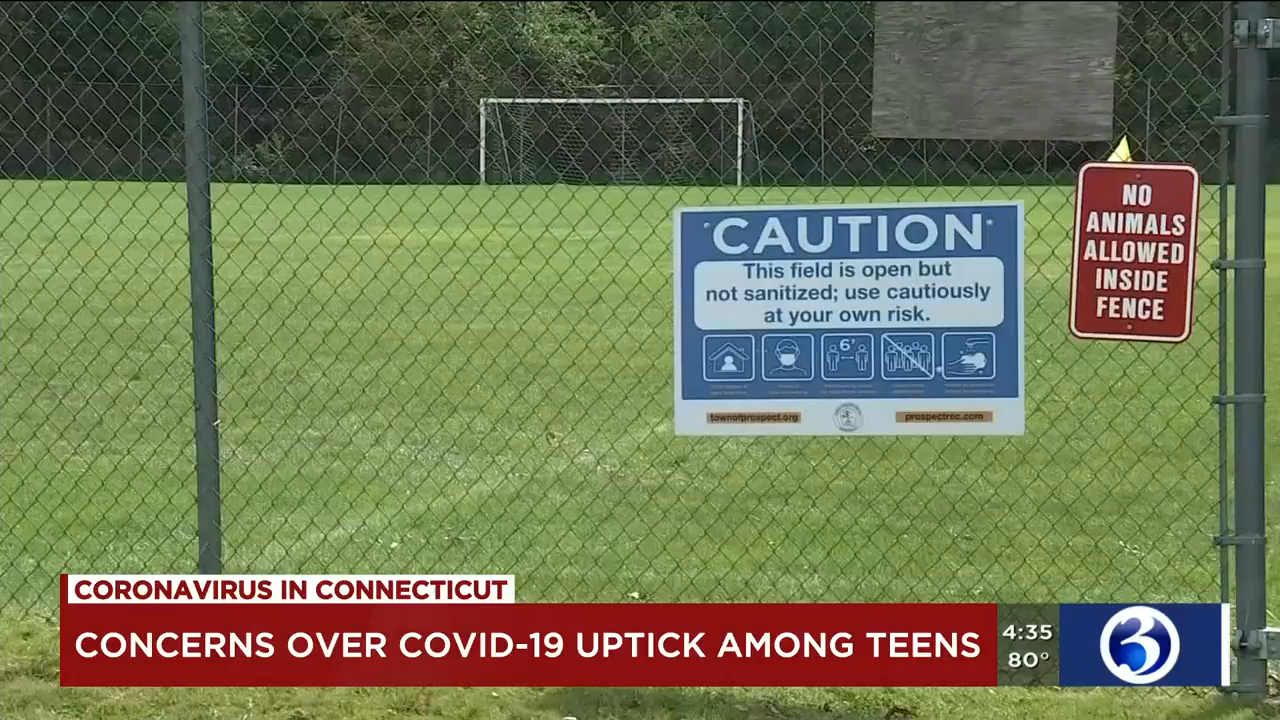 CAUTION
This field is open but
not sanitized; use cautiously
at your own risk.
6'
townofprospect.org
prospectrec.com
NO
ANIMALS
ALLOWED
INSIDE
FENCE
CORONAVIRUS IN CONNECTICUT
CONCERNS OVER COVID-19 UPTICK AMONG TEENS
4:35
80°
3